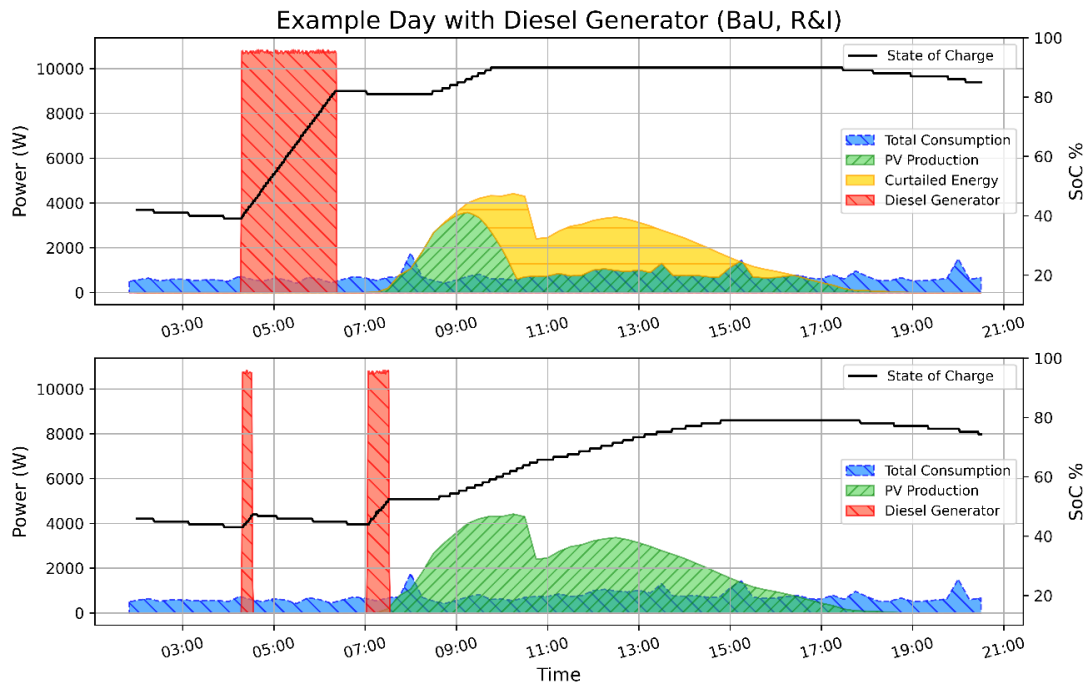 Example Day with Diesel Generator (BaU, R&I)
Power (W)
10000
8000
6000
4000
2000
0
State of Charge
Total Consumption
PV Production
Curtailed Energy
Diesel Generator
100
80
60
40
20
SoC %
03:00 05:00 07:00 09:00 11:00 13:00 15:00 17:00 19:00 21:00
Power (W)
10000
8000
6000
4000
2000
0
State of Charge
Total Consumption
PV Production
Diesel Generator
100
80
60
40
20
SoC %
03:00 05:00 07:00 09:00 11:00 13:00 15:00 17:00 19:00 21:00
Time